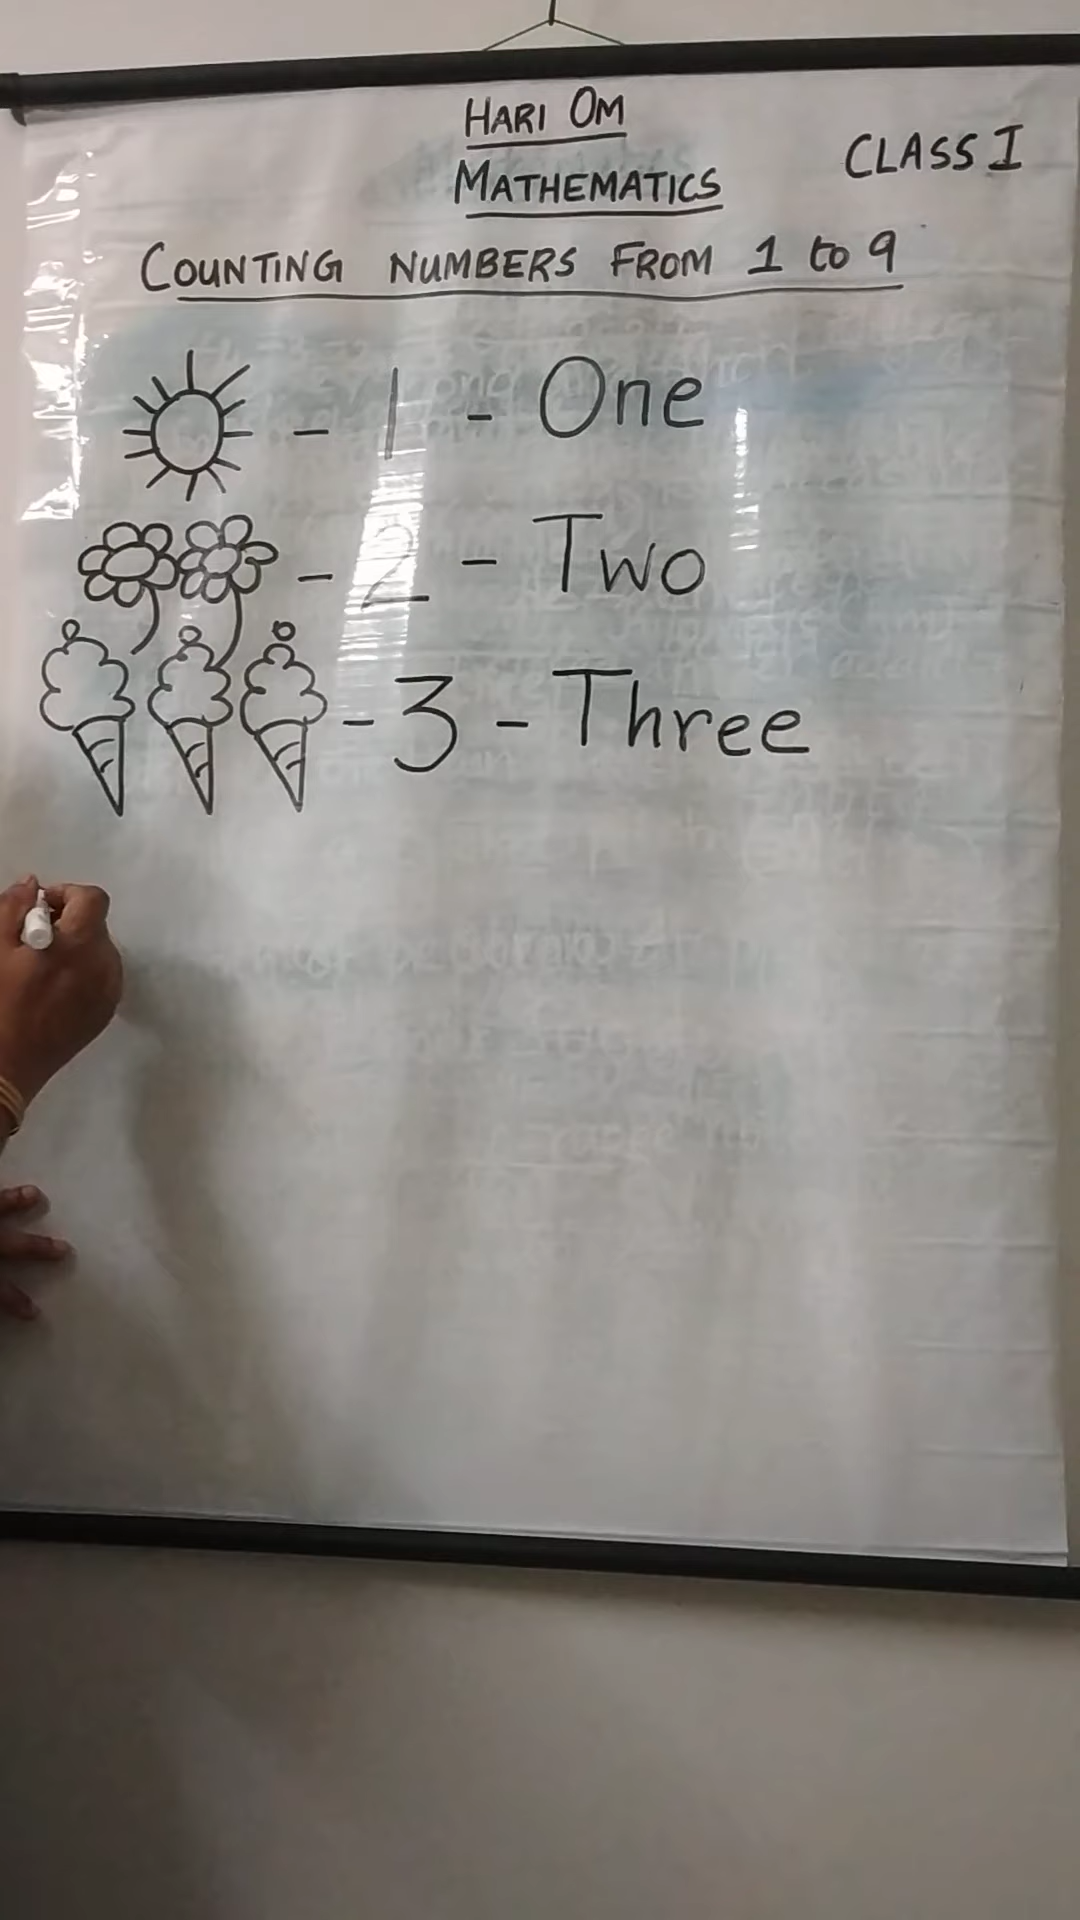 HARI OM
MATHEMATICS
CLASS I
COUNTING NUMBERS FROM 1 to 9
- 1 - One
- 2 - Two
- 3 - Three